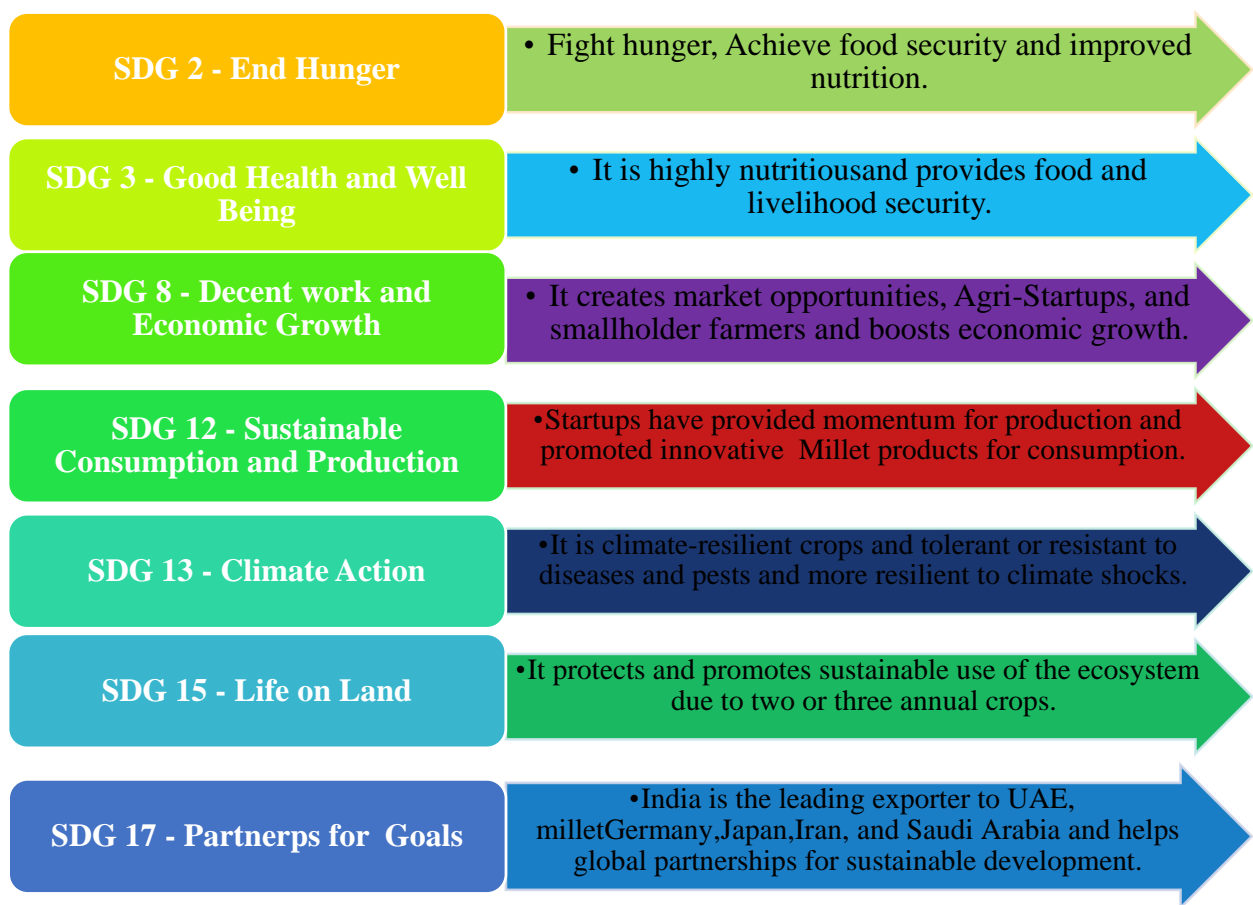 SDG 2 - End Hunger
• Fight hunger, Achieve food security and improved
nutrition.
SDG 3 - Good Health and Well
Being
• It is highly nutritiousand provides food and
livelihood security.
SDG 8 - Decent work and
Economic Growth
• It creates market opportunities, Agri-Startups, and
smallholder farmers and boosts economic growth.
SDG 12 - Sustainable
Consumption and Production
•Startups have provided momentum for production and
promoted innovative  Millet products for consumption.
SDG 13 - Climate Action
•It is climate-resilient crops and tolerant or resistant to
diseases and pests and more resilient to climate shocks.
SDG 15 - Life on Land
•It protects and promotes sustainable use of the ecosystem
due to two or three annual crops.
SDG 17 - Partnerps for  Goals
•India is the leading exporter to UAE,
milletGermany,Japan,Iran, and Saudi Arabia and helps
global partnerships for sustainable development.